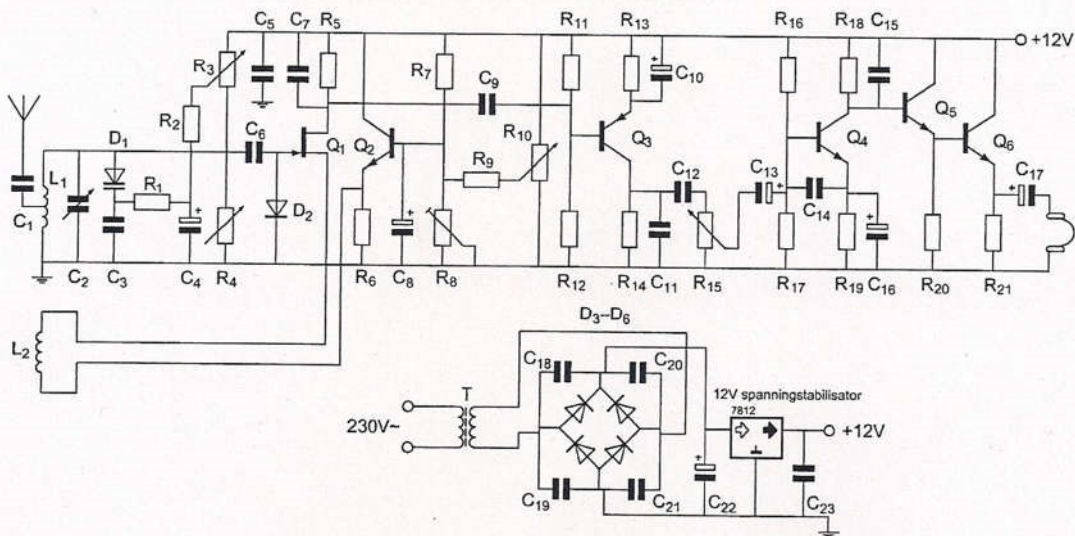 C5 C7 R5 R11 R13 R16 R18 C15
+12V
R3 R7 C9 C10
R2 C6 Q1 Q2 R10 Q3 Q4 Q5 Q6
D1 L1 R1 D2 R9 C12 C13 C14 C17
C1
+ + + + + +
C2 C3 C4 R4 R6 C8 R8 R12 R14 C11 R15 R17 R19 C16 R20 R21
D3–D6
L2
C18 C20
T
12V spanningstabilisator
7812
230V~
+12V
+
C19 C21 C22 C23